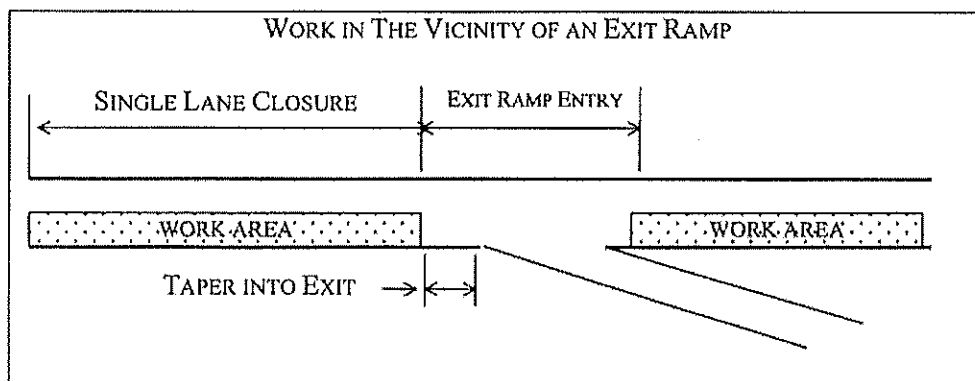 WORK IN THE VICINITY OF AN EXIT RAMP
SINGLE LANE CLOSURE
EXIT RAMP ENTRY
WORK AREA
WORK AREA
TAPER INTO EXIT